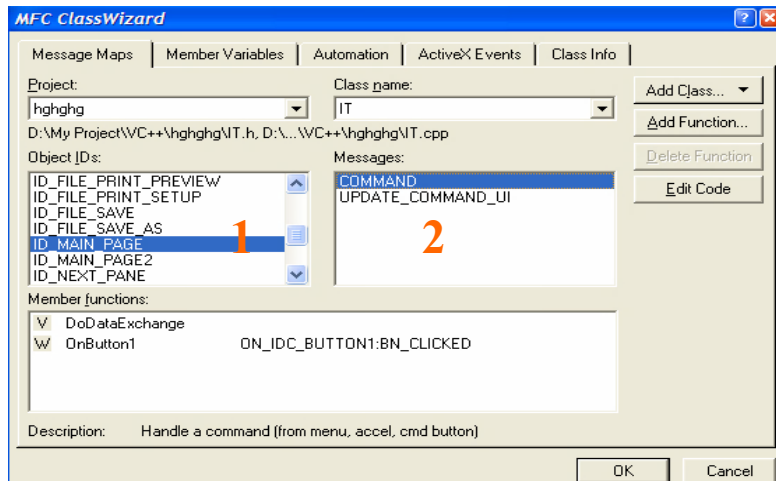 MFC ClassWizard
Message Maps Member Variables Automation ActiveX Events Class Info
Project: Class name:
hghghg IT
Add Class...
D:\My Project\VC++\hghghg\IT.h, D:\...\VC++\hghghg\IT.cpp
Add Function...
Object IDs: Messages:
Delete Function
ID_FILE_PRINT_PREVIEW COMMAND
Edit Code
ID_FILE_PRINT_SETUP UPDATE_COMMAND_UI
ID_FILE_SAVE
ID_FILE_SAVE_AS
ID_MAIN_PAGE 1 2
ID_MAIN_PAGE2
ID_NEXT_PANE
Member functions:
V DoDataExchange
W OnButton1 ON_IDC_BUTTON1:BN_CLICKED
Description: Handle a command (from menu, accel, cmd button)
OK Cancel